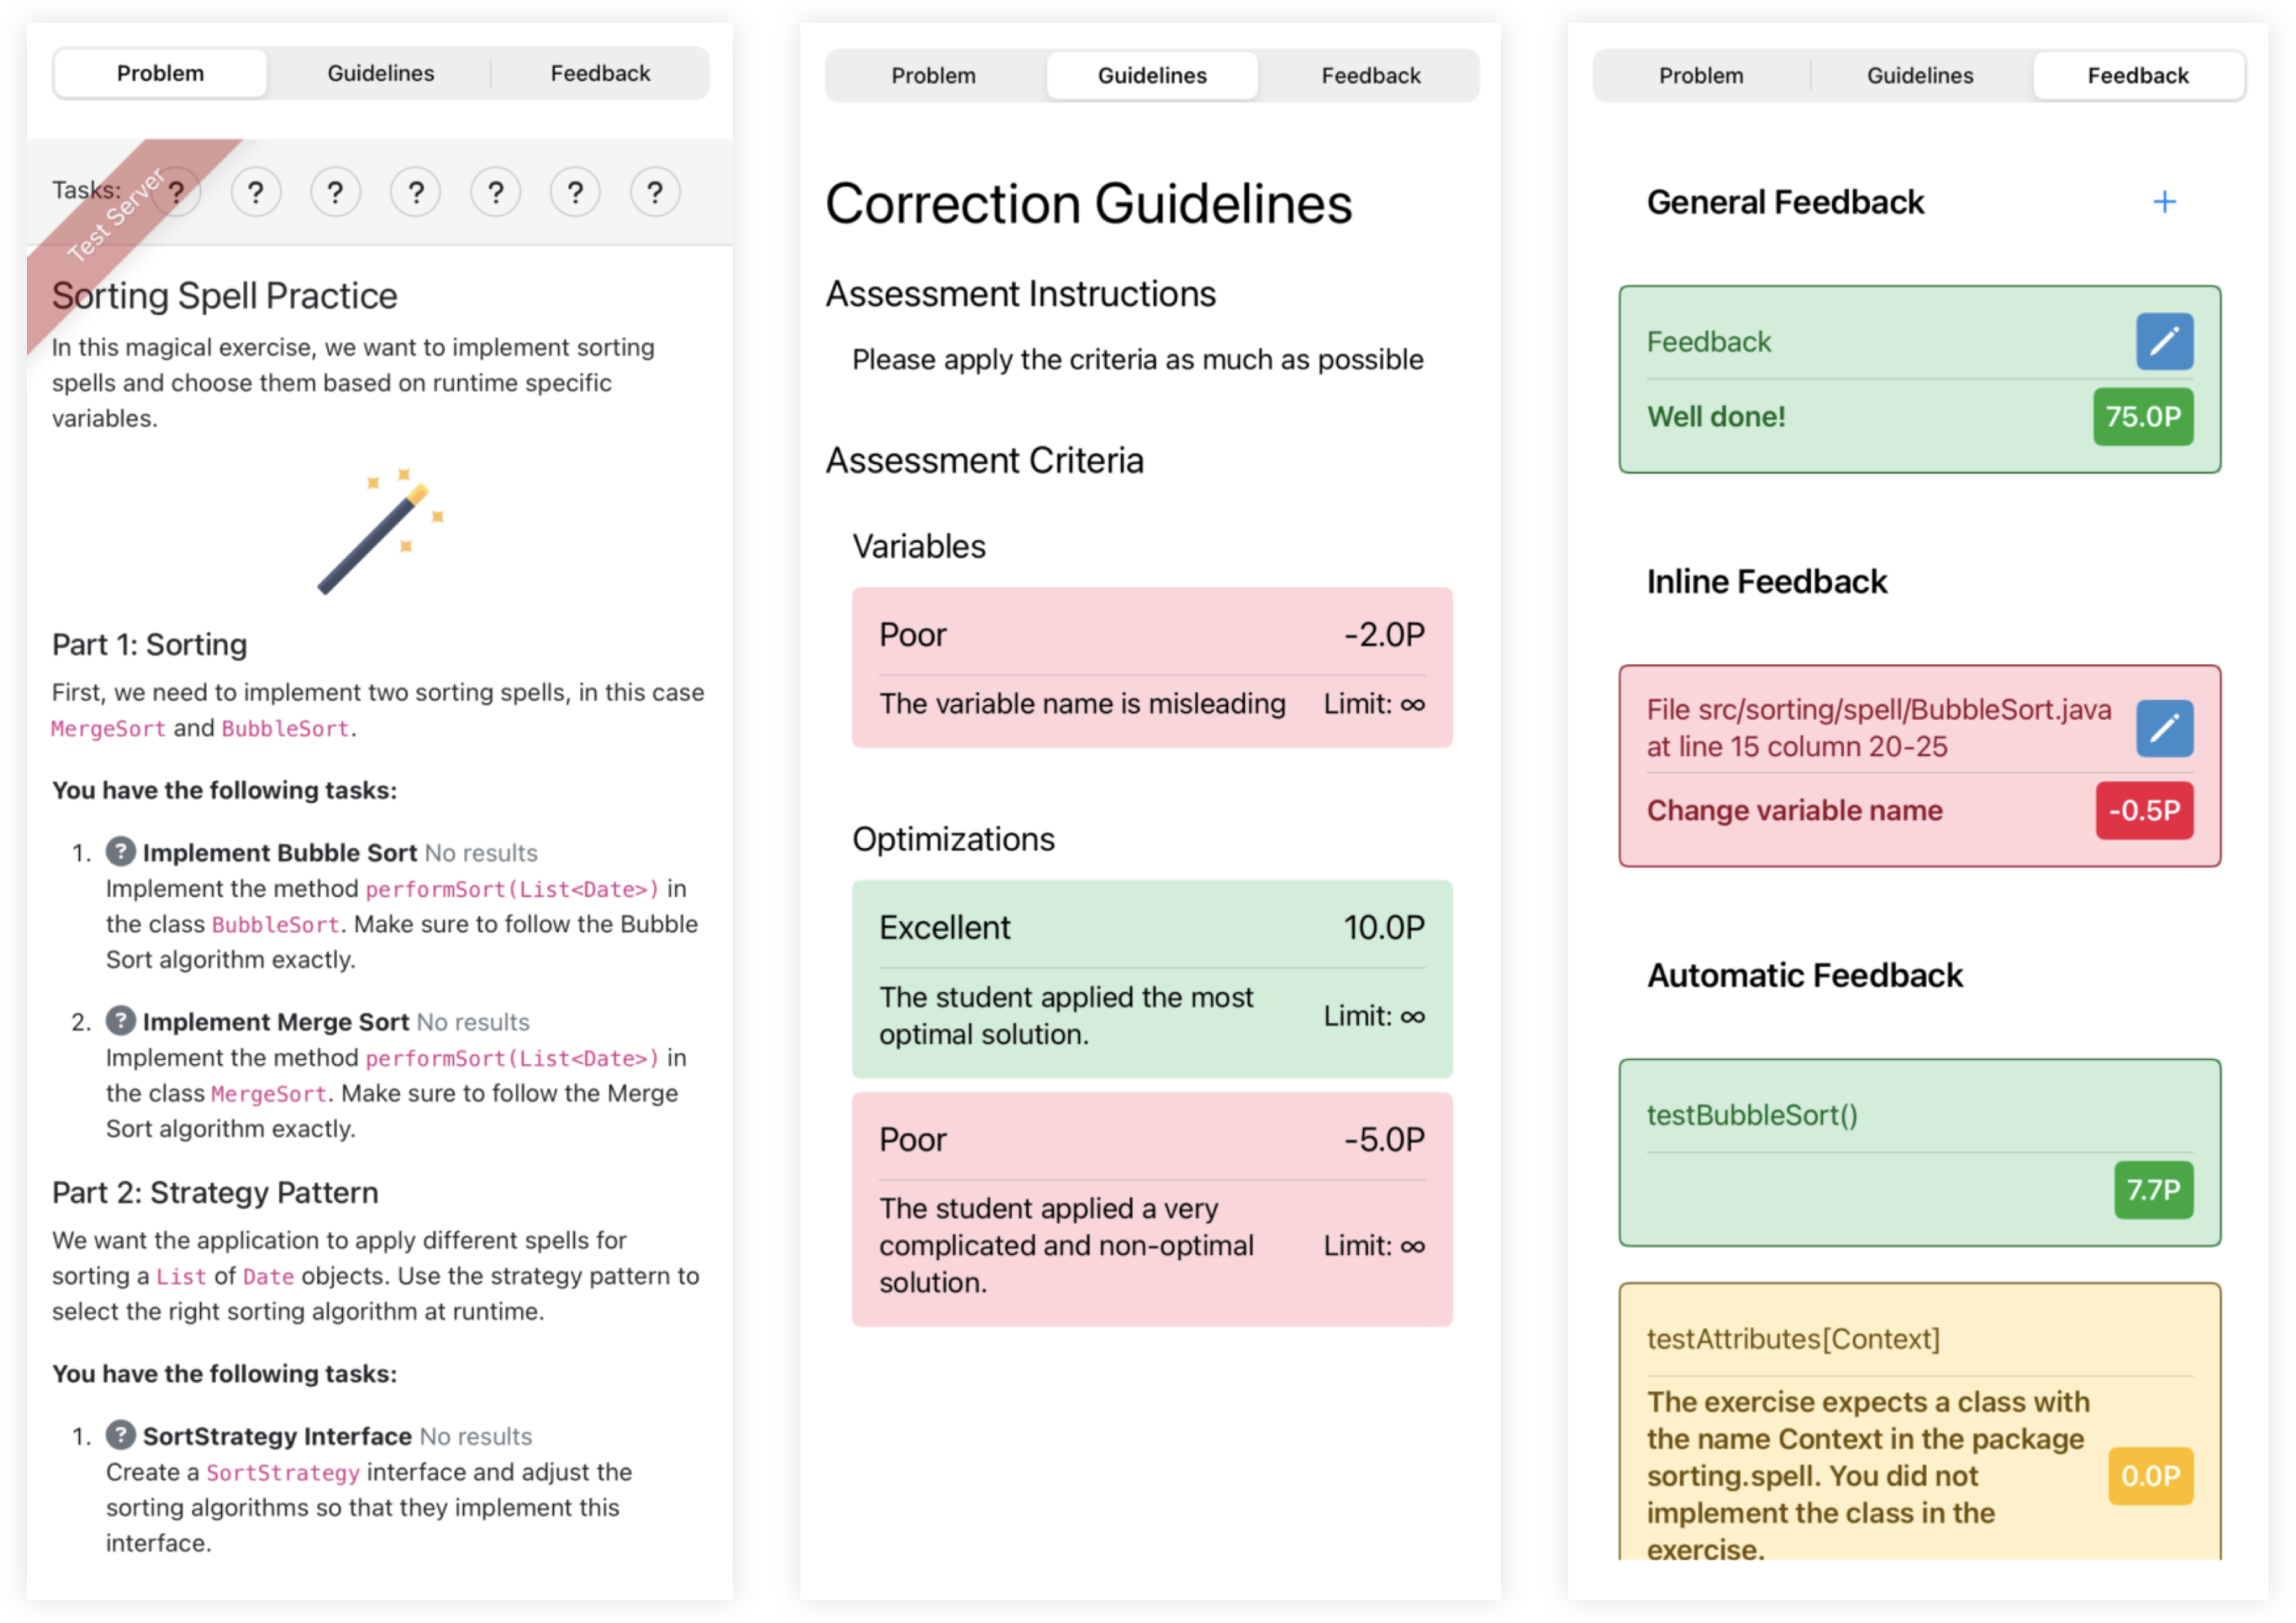 Problem
Guidelines
Feedback
Tasks: ? ? ? ? ? ? ?
Test Server
Sorting Spell Practice
In this magical exercise, we want to implement sorting
spells and choose them based on runtime specific
variables.
Part 1: Sorting
First, we need to implement two sorting spells, in this case
MergeSort and BubbleSort.
You have the following tasks:
1. ? Implement Bubble Sort No results
Implement the method performSort(List<Date>) in
the class BubbleSort. Make sure to follow the Bubble
Sort algorithm exactly.
2. ? Implement Merge Sort No results
Implement the method performSort(List<Date>) in
the class MergeSort. Make sure to follow the Merge
Sort algorithm exactly.
Part 2: Strategy Pattern
We want the application to apply different spells for
sorting a List of Date objects. Use the strategy pattern to
select the right sorting algorithm at runtime.
You have the following tasks:
1. ? SortStrategy Interface No results
Create a SortStrategy interface and adjust the
sorting algorithms so that they implement this
interface.
Problem
Guidelines
Feedback
Correction Guidelines
Assessment Instructions
Please apply the criteria as much as possible
Assessment Criteria
Variables
Poor -2.0P
The variable name is misleading Limit: ∞
Optimizations
Excellent 10.0P
The student applied the most
optimal solution.
Limit: ∞
Poor -5.0P
The student applied a very
complicated and non-optimal
solution.
Limit: ∞
Problem
Guidelines
Feedback
General Feedback +
Feedback
Well done! 75.0P
Inline Feedback
File src/sorting/spell/BubbleSort.java
at line 15 column 20-25
Change variable name -0.5P
Automatic Feedback
testBubbleSort()
7.7P
testAttributes[Context]
The exercise expects a class with
the name Context in the package
sorting.spell. You did not
implement the class in the
exercise.
0.0P